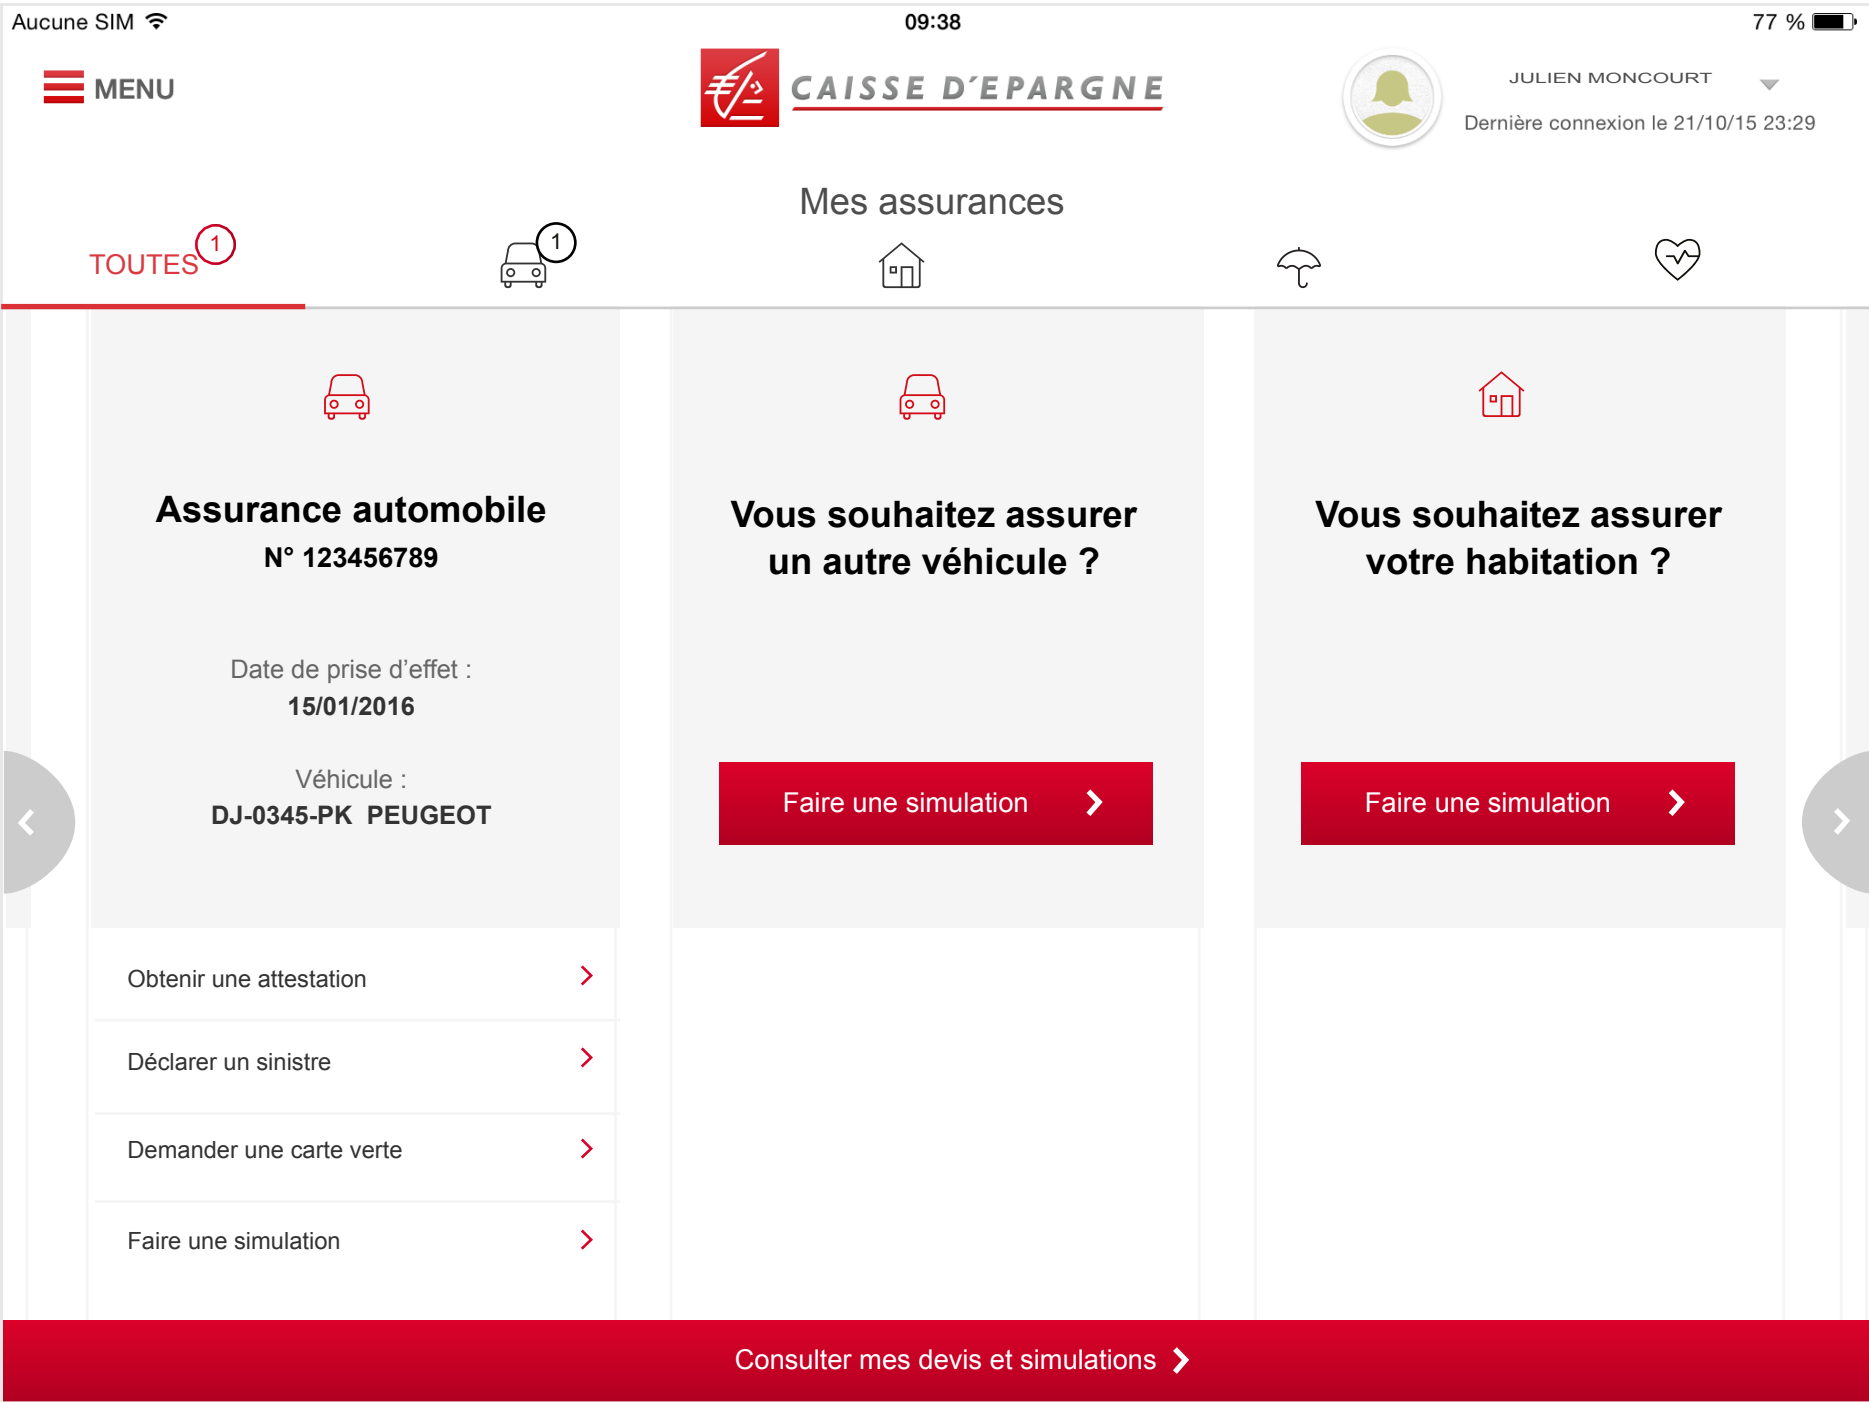 Aucune SIM
09:38
77 %
MENU
CAISSE D'EPARGNE
JULIEN MONCOURT
Dernière connexion le 21/10/15 23:29
Mes assurances
TOUTES 1
1
Assurance automobile
N° 123456789
Date de prise d’effet :
15/01/2016
Véhicule :
DJ-0345-PK PEUGEOT
Obtenir une attestation
Déclarer un sinistre
Demander une carte verte
Faire une simulation
Vous souhaitez assurer
un autre véhicule ?
Faire une simulation
Vous souhaitez assurer
votre habitation ?
Faire une simulation
Consulter mes devis et simulations